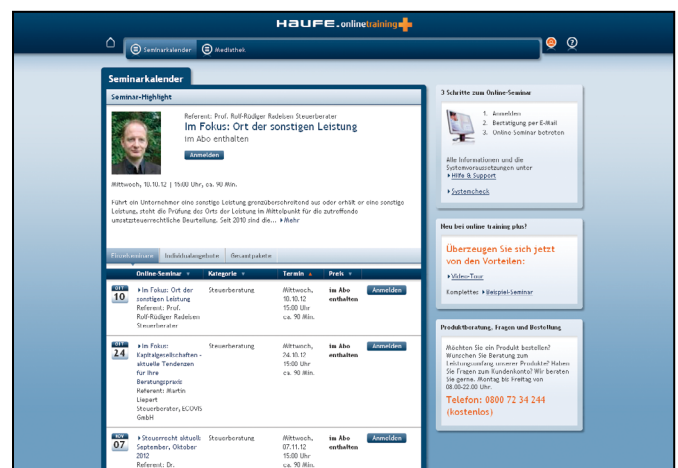 HAUFE.onlinetraining
Seminarkalender
Mediathek
Seminarkalender
Seminar-Highlight
Referent: Prof. Rolf-Rüdiger Radeisen Steuerberater
Im Fokus: Ort der sonstigen Leistung
Im Abo enthalten
Anmelden
Mittwoch, 10.10.12 | 15:00 Uhr, ca. 90 Min.
Führt ein Unternehmer eine sonstige Leistung grenzüberschreitend aus oder erhält er eine sonstige
Leistung, steht die Prüfung des Orts der Leistung im Mittelpunkt für die zutreffende
umsatzsteuerrechtliche Beurteilung. Seit 2010 sind die... Mehr
Einzelseminare Individualangebote Gesamtpakete
Online-Seminar Kategorie Termin Preis
OKT
10
Im Fokus: Ort der
sonstigen Leistung
Referent: Prof.
Rolf-Rüdiger Radeisen
Steuerberater
Steuerberatung
Mittwoch,
10.10.12
15:00 Uhr
ca. 90 Min.
im Abo
enthalten
Anmelden
OKT
24
Im Fokus:
Kapitalgesellschaften -
aktuelle Tendenzen
für Ihre
Beratungspraxis
Referent: Martin
Liepert
Steuerberater, ECOVIS
GmbH
Steuerberatung
Mittwoch,
24.10.12
15:00 Uhr
ca. 90 Min.
im Abo
enthalten
Anmelden
NOV
07
Steuerrecht aktuell:
September, Oktober
2012
Referent: Dr.
Steuerberatung
Mittwoch,
07.11.12
15:00 Uhr
ca. 90 Min.
im Abo
enthalten
Anmelden
3 Schritte zum Online-Seminar
1. Anmelden
2. Bestätigung per E-Mail
3. Online Seminar betreten
Alle Informationen und die
Systemvoraussetzungen unter
Hilfe & Support
Systemcheck
Neu bei online training plus?
Überzeugen Sie sich jetzt
von den Vorteilen:
Video-Tour
Komplettes Beispiel-Seminar
Produktberatung, Fragen und Bestellung
Möchten Sie ein Produkt bestellen?
Wünschen Sie Beratung zum
Leistungsumfang unserer Produkte? Haben
Sie Fragen zum Kundenkonto? Wir beraten
Sie gerne. Montag bis Freitag von
08.00-22.00 Uhr.
Telefon: 0800 72 34 244
(kostenlos)